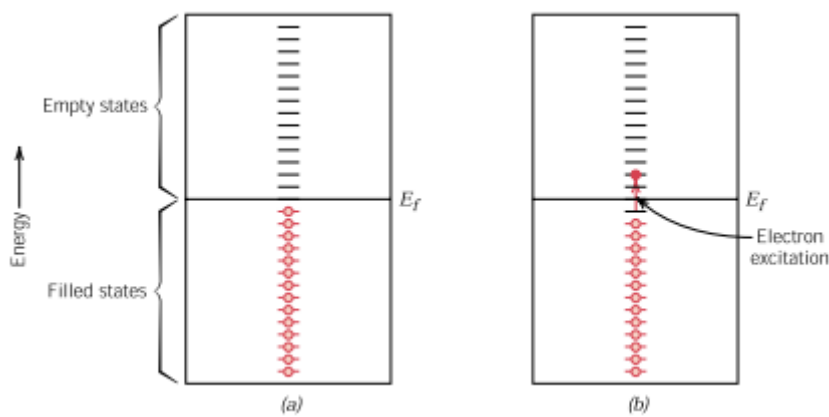 Empty states
Energy
Filled states
E_f
(a)
E_f
Electron
excitation
(b)